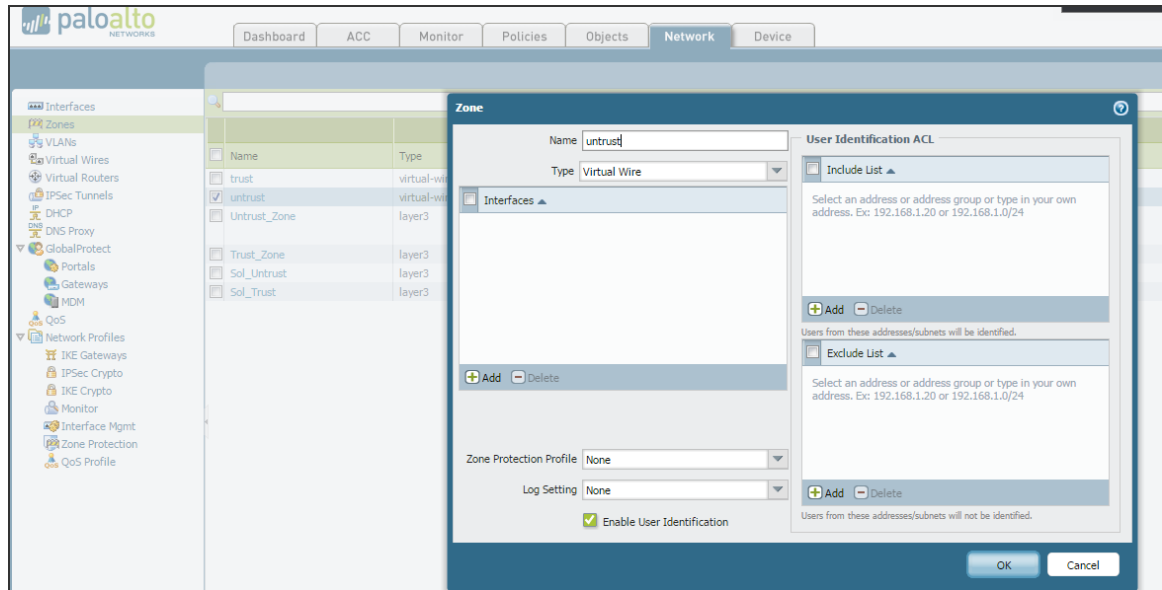 paloalto
NETWORKS
Dashboard
ACC
Monitor
Policies
Objects
Network
Device
Interfaces
Zones
VLANs
Virtual Wires
Virtual Routers
IPSec Tunnels
DHCP
DNS Proxy
GlobalProtect
Portals
Gateways
MDM
QoS
Network Profiles
IKE Gateways
IPSec Crypto
IKE Crypto
Monitor
Interface Mgmt
Zone Protection
QoS Profile
Name Type
trust virtual-wir
untrust virtual-wir
Untrust_Zone layer3
Trust_Zone layer3
Sol_Untrust layer3
Sol_Trust layer3
Zone
Name untrust
Type Virtual Wire
Interfaces
Add Delete
Zone Protection Profile None
Log Setting None
Enable User Identification
User Identification ACL
Include List
Select an address or address group or type in your own
address. Ex: 192.168.1.20 or 192.168.1.0/24
Add Delete
Users from these addresses/subnets will be identified.
Exclude List
Select an address or address group or type in your own
address. Ex: 192.168.1.20 or 192.168.1.0/24
Add Delete
Users from these addresses/subnets will not be identified.
OK Cancel